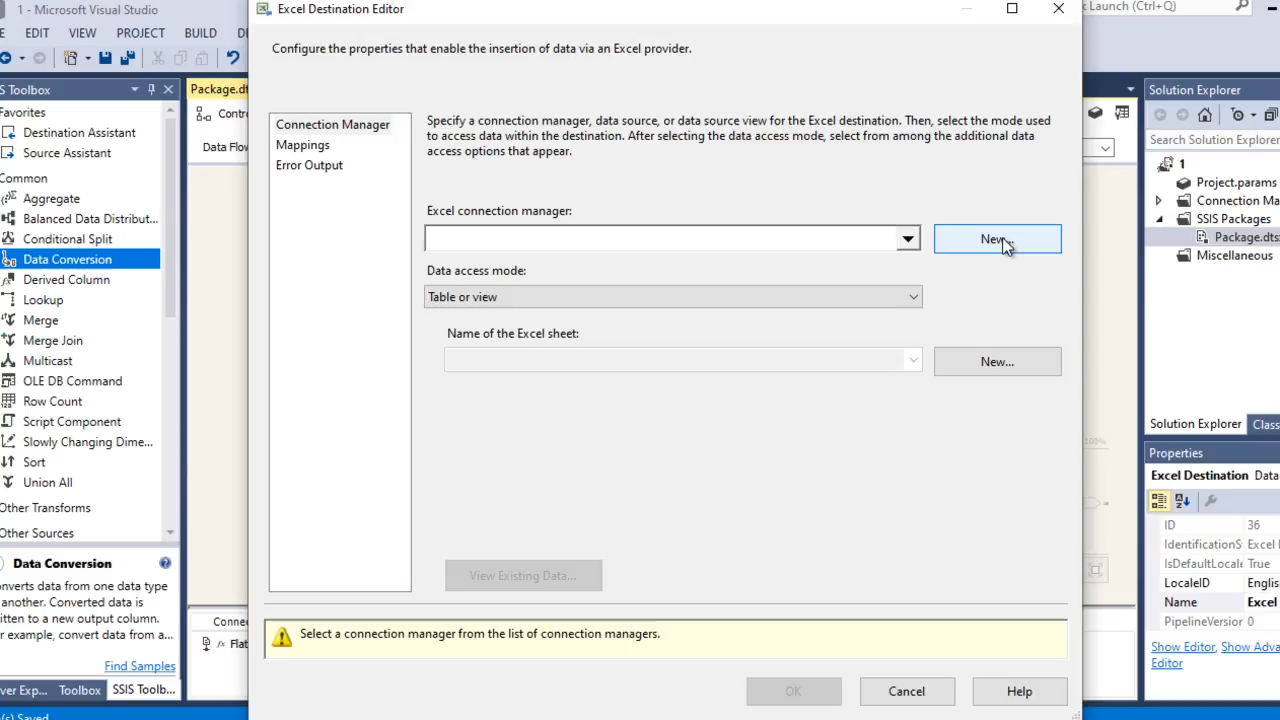 1 - Microsoft Visual Studio
Launch (Ctrl+Q)
EDIT VIEW PROJECT BUILD
Excel Destination Editor
Configure the properties that enable the insertion of data via an Excel provider.
Connection Manager
Mappings
Error Output
Specify a connection manager, data source, or data source view for the Excel destination. Then, select the mode used
to access data within the destination. After selecting the data access mode, select from among the additional data
access options that appear.
Excel connection manager:
New...
Data access mode:
Table or view
Name of the Excel sheet:
New...
View Existing Data...
Select a connection manager from the list of connection managers.
OK
Cancel
Help
Toolbox
Favorites
Destination Assistant
Source Assistant
Common
Aggregate
Balanced Data Distribut...
Conditional Split
Data Conversion
Derived Column
Lookup
Merge
Merge Join
Multicast
OLE DB Command
Row Count
Script Component
Slowly Changing Dime...
Sort
Union All
Other Transforms
Other Sources
Data Conversion
data from one data type
another. Converted data is
to a new output column.
example, convert data from a...
Find Samples
Toolbox
SSIS Toolb...
Saved
Package.dt
Data Flow
100%
Solution Explorer
Search Solution Explorer
1
Project.params
Connection Ma
SSIS Packages
Package.dts
Miscellaneous
Solution Explorer
Class
Properties
Excel Destination Data
ID 36
IdentificationS Excel
IsDefaultLocale True
LocaleID English
Name Excel
PipelineVersion 0
Show Editor, Show Adva
Editor